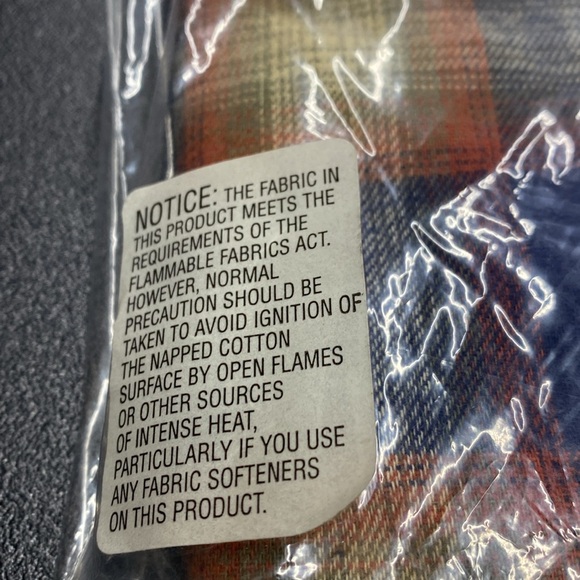 NOTICE: THE FABRIC IN
THIS PRODUCT MEETS THE
REQUIREMENTS OF THE
FLAMMABLE FABRICS ACT.
HOWEVER, NORMAL
PRECAUTION SHOULD BE
TAKEN TO AVOID IGNITION OF
THE NAPPED COTTON
SURFACE BY OPEN FLAMES
OR OTHER SOURCES
OF INTENSE HEAT,
PARTICULARLY IF YOU USE
ANY FABRIC SOFTENERS
ON THIS PRODUCT.